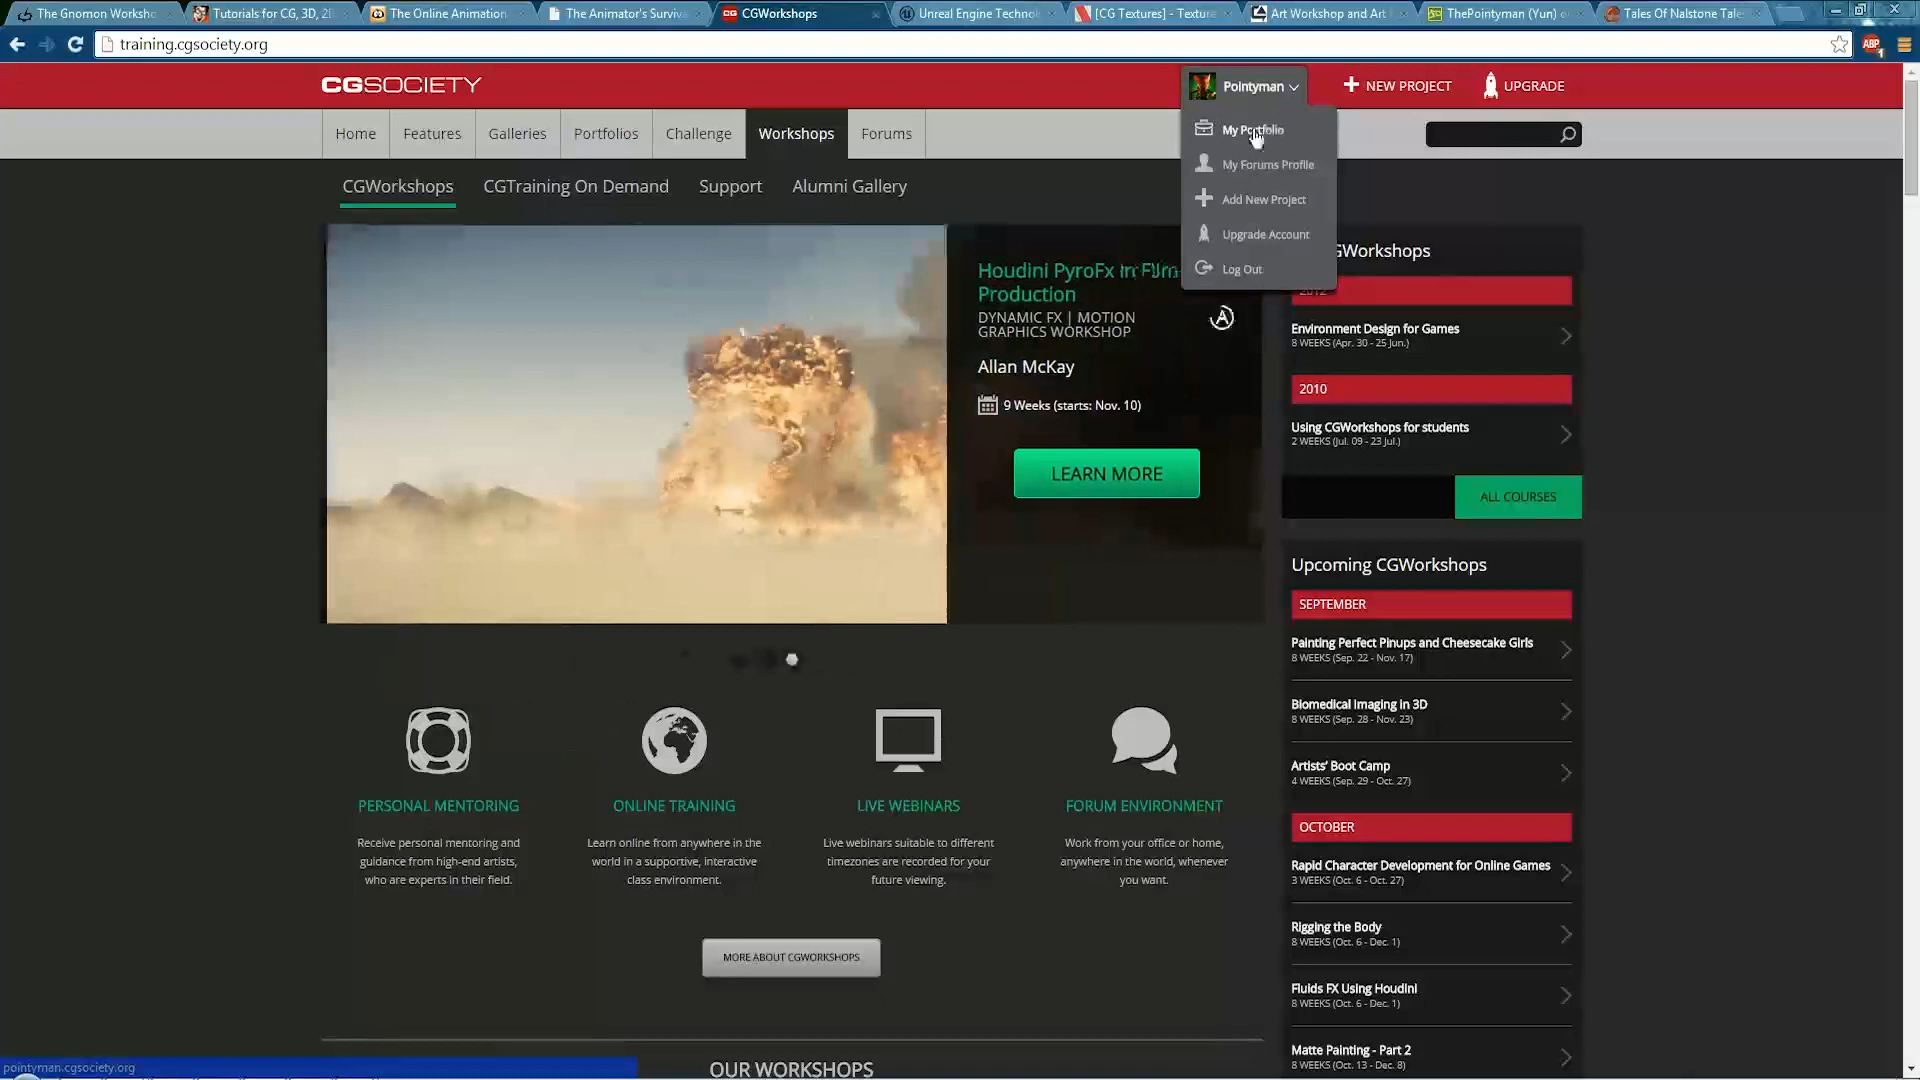 The Gnomon Worksho
Tutorials for CG, 3D, 2
The Online Animation
The Animator's Surviva
CG CGWorkshops
Unreal Engine Technol
[CG Textures] - Texture
Art Workshop and Art
ThePointyman (Yun) o
Tales Of Nalstone Tale
training.cgsociety.org
ABP
1
CGSOCIETY
Pointyman
NEW PROJECT
UPGRADE
Home
Features
Galleries
Portfolios
Challenge
Workshops
Forums
My Portfolio
My Forums Profile
Add New Project
Upgrade Account
Log Out
CGWorkshops
CGTraining On Demand
Support
Alumni Gallery
Houdini PyroFx in Film
Production
DYNAMIC FX | MOTION
GRAPHICS WORKSHOP
Allan McKay
9 Weeks (starts: Nov. 10)
LEARN MORE
GWorkshops
2012
Environment Design for Games
8 WEEKS (Apr. 30 - 25 Jun.)
2010
Using CGWorkshops for students
2 WEEKS (Jul. 09 - 23 Jul.)
ALL COURSES
Upcoming CGWorkshops
SEPTEMBER
Painting Perfect Pinups and Cheesecake Girls
8 WEEKS (Sep. 22 - Nov. 17)
Biomedical Imaging in 3D
8 WEEKS (Sep. 28 - Nov. 23)
Artists' Boot Camp
4 WEEKS (Sep. 29 - Oct. 27)
OCTOBER
Rapid Character Development for Online Games
3 WEEKS (Oct. 6 - Oct. 27)
Rigging the Body
8 WEEKS (Oct. 6 - Dec. 1)
Fluids FX Using Houdini
8 WEEKS (Oct. 6 - Dec. 1)
Matte Painting - Part 2
8 WEEKS (Oct. 13 - Dec. 8)
PERSONAL MENTORING
Receive personal mentoring and
guidance from high-end artists,
who are experts in their field.
ONLINE TRAINING
Learn online from anywhere in the
world in a supportive, interactive
class environment.
LIVE WEBINARS
Live webinars suitable to different
timezones are recorded for your
future viewing.
FORUM ENVIRONMENT
Work from your office or home,
anywhere in the world, whenever
you want.
MORE ABOUT CGWORKSHOPS
OUR WORKSHOPS
pointyman.cgsociety.org